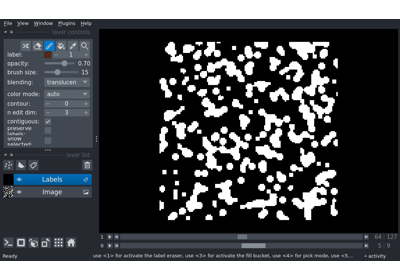 File View Window Plugins Help
layer controls
label: 1
opacity: 0.70
brush size: 15
blending: translucen
color mode: auto
contour: 0
n edit dim: 3
contiguous: ✓
preserve
labels:
show
selected:
layer list
Labels
Image
1 64 127
0 5 9
Ready use <1> for activate the label eraser, use <3> for activate the fill bucket, use <4> for pick mode, use <5... activity